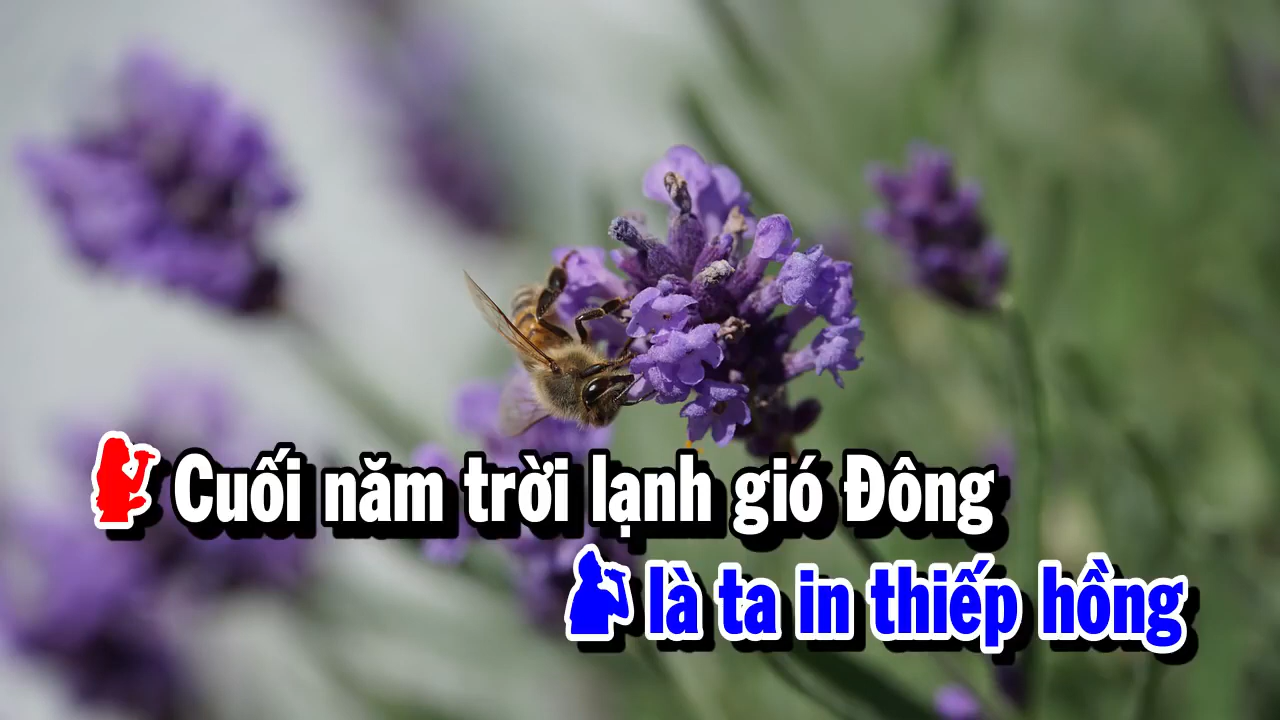 Cuối năm trời lạnh gió Đông
là ta in thiếp hồng